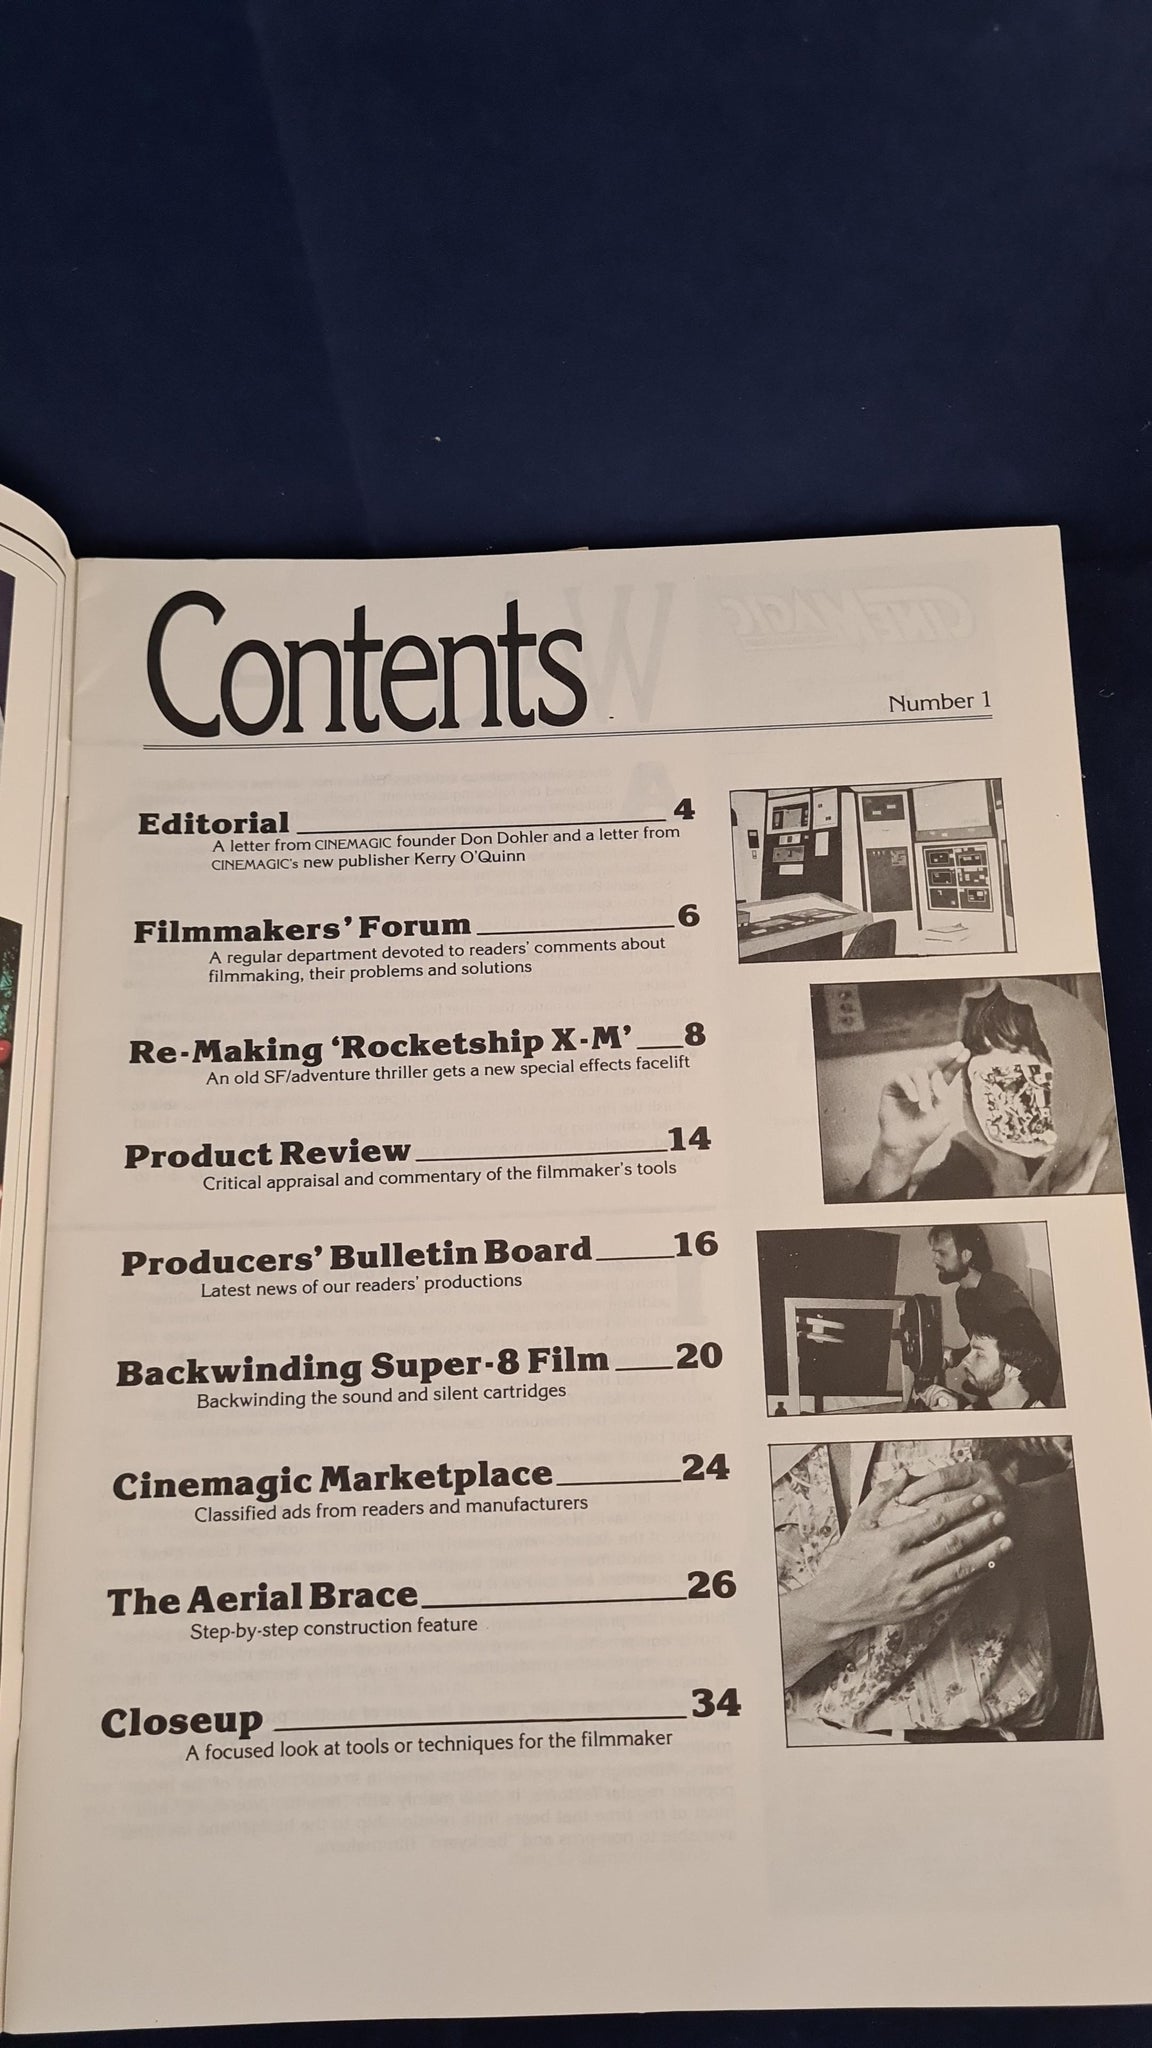 Contents
Number 1
Editorial 4
A letter from CINEMAGIC founder Don Dohler and a letter from
CINEMAGIC's new publisher Kerry O'Quinn
Filmmakers' Forum 6
A regular department devoted to readers' comments about
filmmaking, their problems and solutions
Re-Making 'Rocketship X-M' 8
An old SF/adventure thriller gets a new special effects facelift
Product Review 14
Critical appraisal and commentary of the filmmaker's tools
Producers' Bulletin Board 16
Latest news of our readers' productions
Backwinding Super-8 Film 20
Backwinding the sound and silent cartridges
Cinemagic Marketplace 24
Classified ads from readers and manufacturers
The Aerial Brace 26
Step-by-step construction feature
Closeup 34
A focused look at tools or techniques for the filmmaker